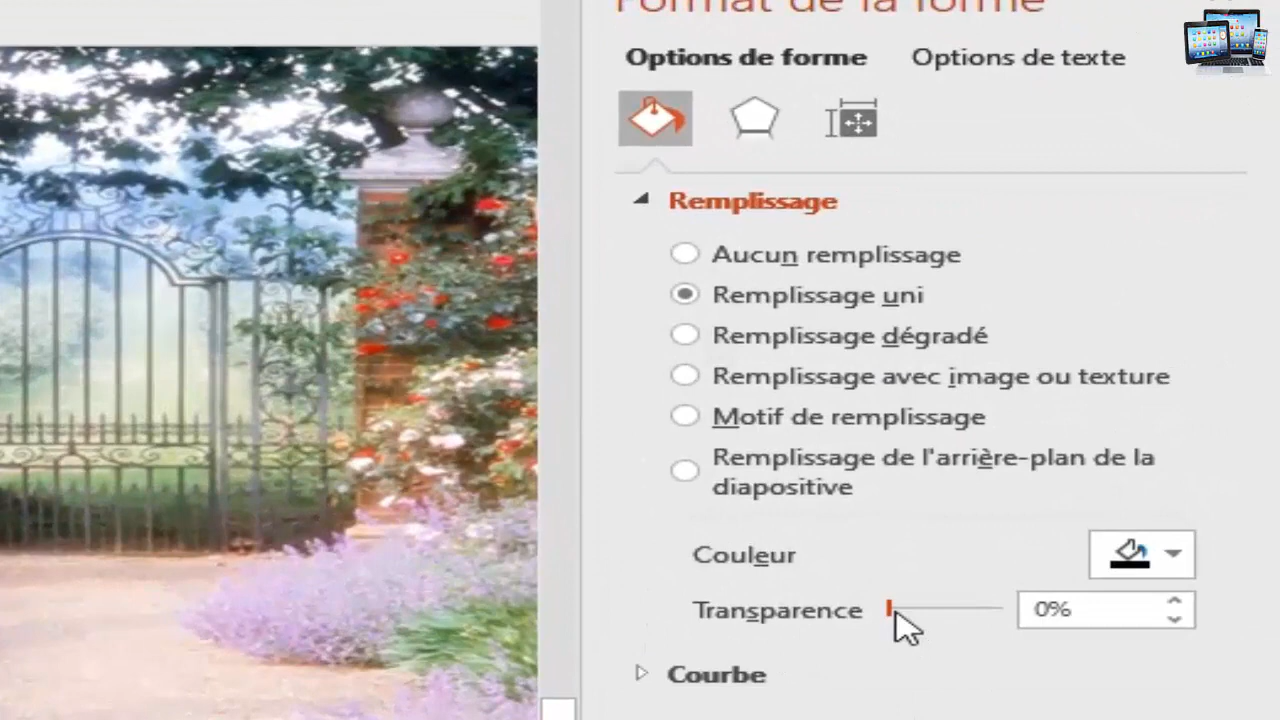 Format de la forme
Options de forme Options de texte
Remplissage
Aucun remplissage
Remplissage uni
Remplissage dégradé
Remplissage avec image ou texture
Motif de remplissage
Remplissage de l'arrière-plan de la
diapositive
Couleur
Transparence 0%
Courbe